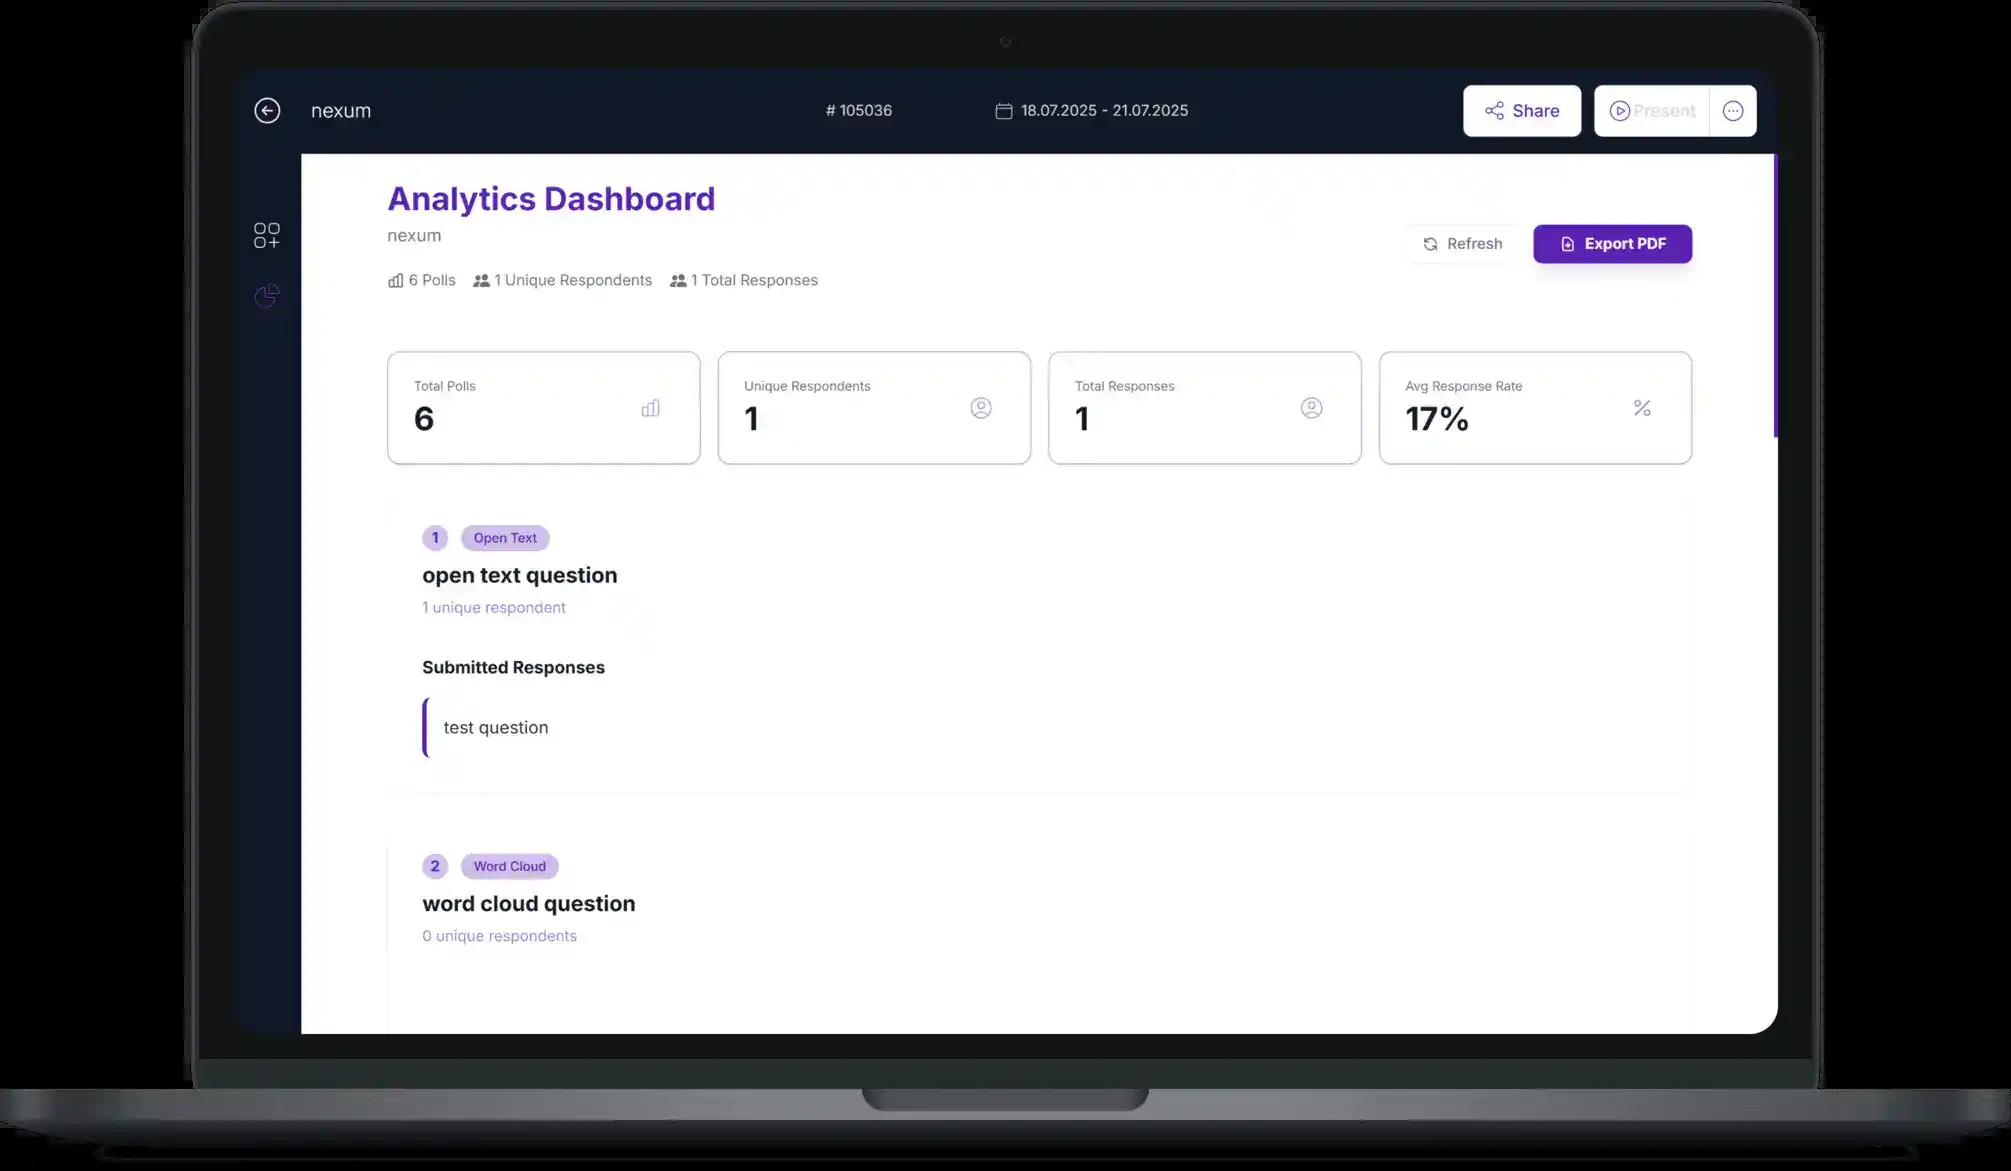 nexum
# 105036
18.07.2025 - 21.07.2025
Share
Present
Analytics Dashboard
nexum
Refresh
Export PDF
6 Polls
1 Unique Respondents
1 Total Responses
Total Polls
6
Unique Respondents
1
Total Responses
1
Avg Response Rate
17%
%
1
Open Text
open text question
1 unique respondent
Submitted Responses
test question
2
Word Cloud
word cloud question
0 unique respondents